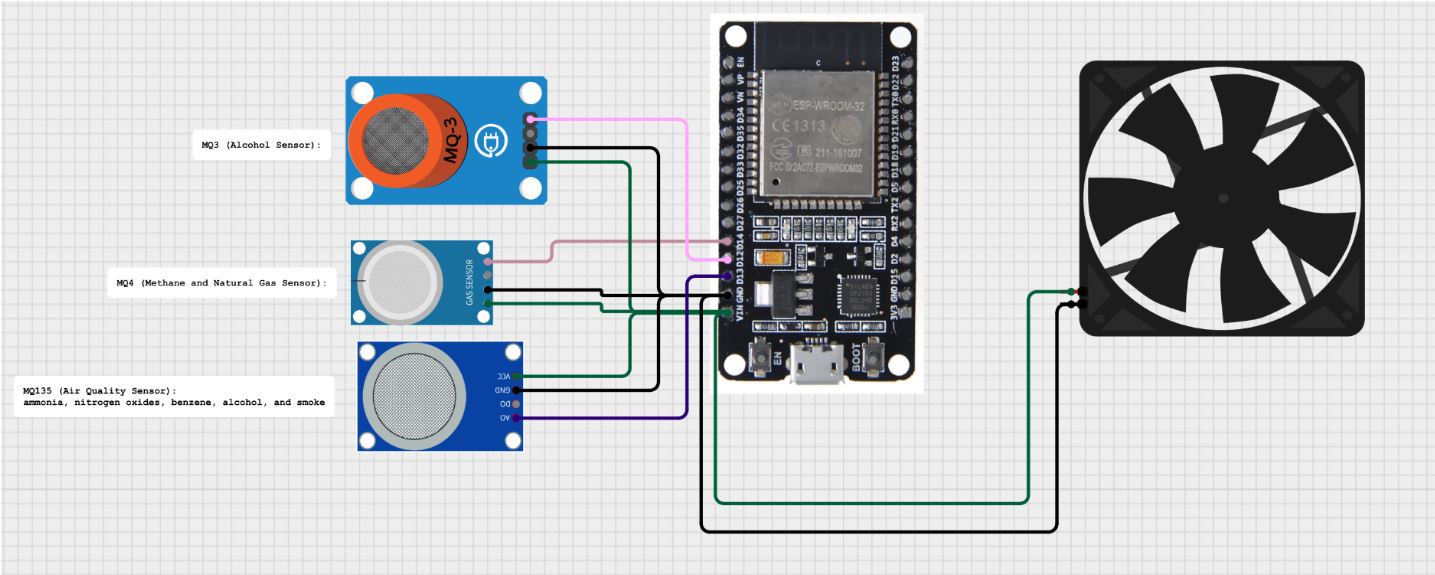 MQ3 (Alcohol Sensor):
MQ-3
MQ4 (Methane and Natural Gas Sensor):
GAS SENSOR
MQ135 (Air Quality Sensor):
ammonia, nitrogen oxides, benzene, alcohol, and smoke
VCC
GND
DO
AO
EN
VP
VN
D34
D35
D32
D33
D25
D26
D27
D14
D12
D13
GND
VIN
C
ESP-WROOM-32
CE1313
R 211-161007
FCC ID:2AC7Z-ESPWROOM32
D23
D22
TX0
RX0
D21
D19
D18
D5
TX2
RX2
D4
D2
D15
GND
3V3
EN
BOOT